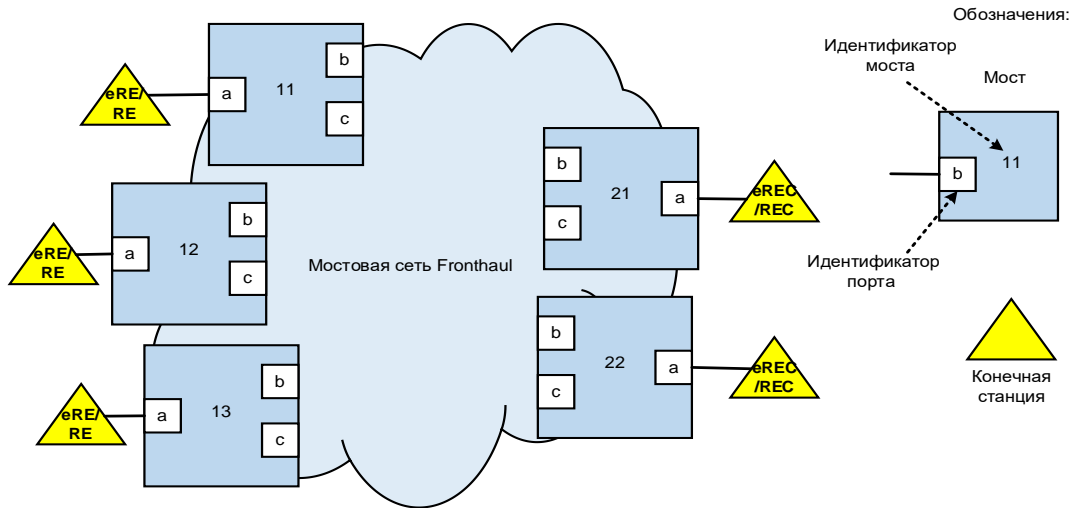 Обозначения:
Идентификатор
моста
Мост
11
b
Идентификатор
порта
Конечная
станция
eRE/
RE
a
11
b
c
eRE/
RE
a
12
b
c
eRE/
RE
a
13
b
c
Мостовая сеть Fronthaul
b
c
21
a
eREC
/REC
b
c
22
a
eREC
/REC